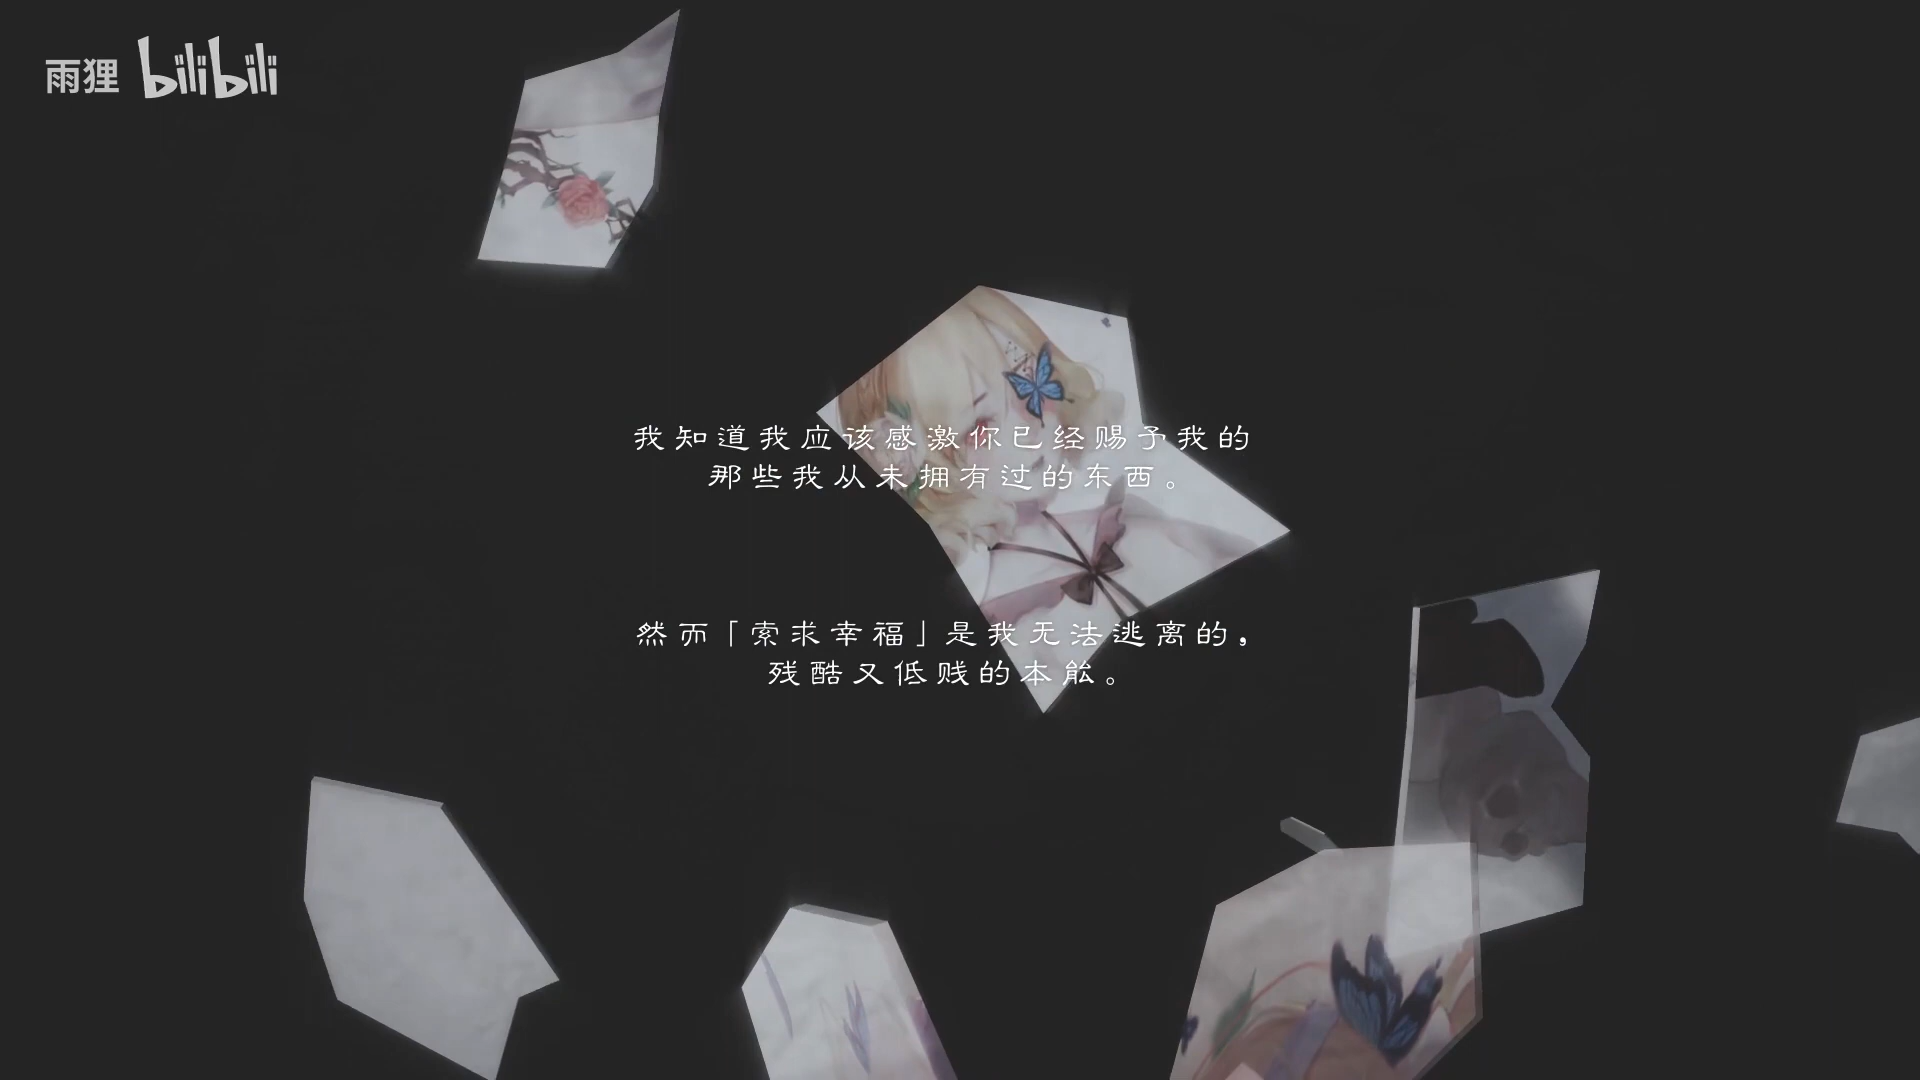 雨狸 bilibili
我知道我应该感激你已经赐予我的
那些我从未拥有过的东西。
然而「索求幸福」是我无法逃离的，
残酷又低贱的本能。